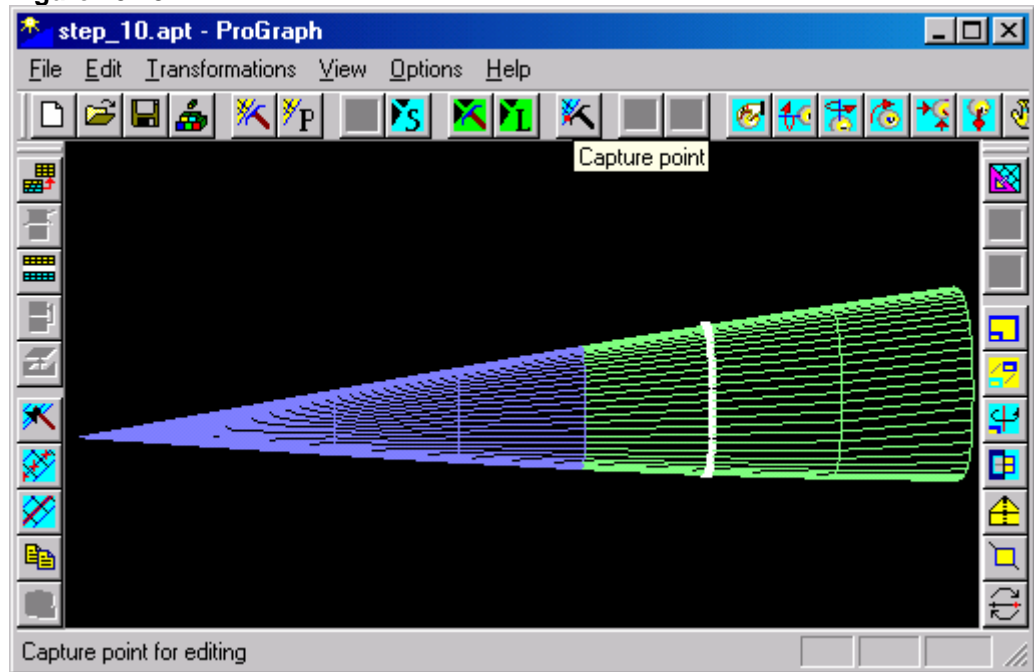 step_10.apt - ProGraph
File Edit Transformations View Options Help
P S L
Capture point
Capture point for editing